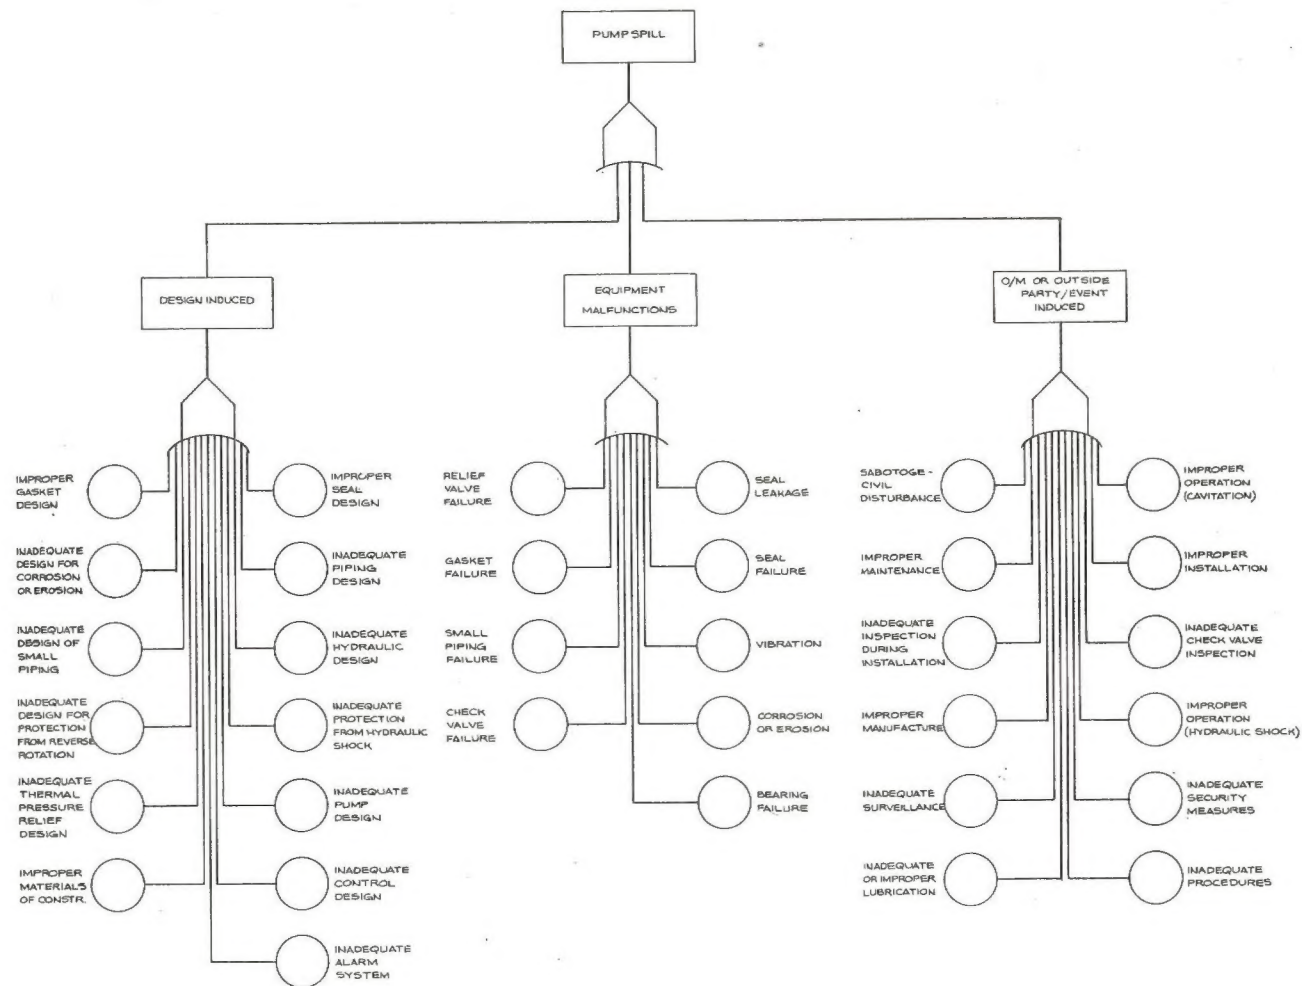 PUMP SPILL
DESIGN INDUCED
EQUIPMENT
MALFUNCTIONS
O/M OR OUTSIDE
PARTY/EVENT
INDUCED
IMPROPER
GASKET
DESIGN
INADEQUATE
DESIGN FOR
CORROSION
OR EROSION
INADEQUATE
DESIGN OF
SMALL
PIPING
INADEQUATE
DESIGN FOR
PROTECTION
FROM REVERSE
ROTATION
INADEQUATE
THERMAL
PRESSURE
RELIEF
DESIGN
IMPROPER
MATERIALS
OF CONSTR.
IMPROPER
SEAL
DESIGN
INADEQUATE
PIPING
DESIGN
INADEQUATE
HYDRAULIC
DESIGN
INADEQUATE
PROTECTION
FROM HYDRAULIC
SHOCK
INADEQUATE
PUMP
DESIGN
INADEQUATE
CONTROL
DESIGN
INADEQUATE
ALARM
SYSTEM
RELIEF
VALVE
FAILURE
GASKET
FAILURE
SMALL
PIPING
FAILURE
CHECK
VALVE
FAILURE
SEAL
LEAKAGE
SEAL
FAILURE
VIBRATION
CORROSION
OR EROSION
BEARING
FAILURE
SABOTOGE -
CIVIL
DISTURBANCE
IMPROPER
MAINTENANCE
INADEQUATE
INSPECTION
DURING
INSTALLATION
IMPROPER
MANUFACTURE
INADEQUATE
SURVEILLANCE
INADEQUATE
OR IMPROPER
LUBRICATION
IMPROPER
OPERATION
(CAVITATION)
IMPROPER
INSTALLATION
INADEQUATE
CHECK VALVE
INSPECTION
IMPROPER
OPERATION
(HYDRAULIC SHOCK)
INADEQUATE
SECURITY
MEASURES
INADEQUATE
PROCEDURES